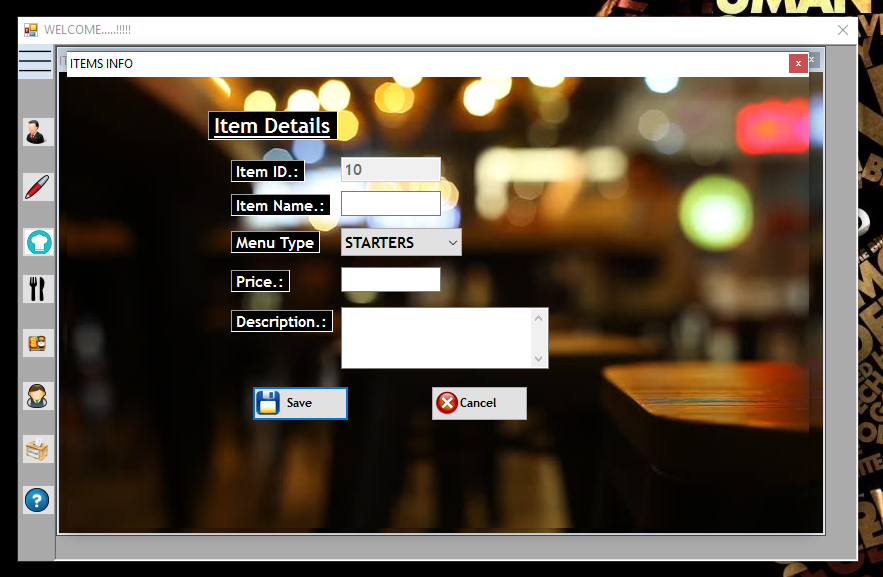 WELCOME.....!!!!!
ITEMS INFO
Item Details
Item ID.:
10
Item Name.:
Menu Type
STARTERS
Price.:
Description.:
Save
Cancel